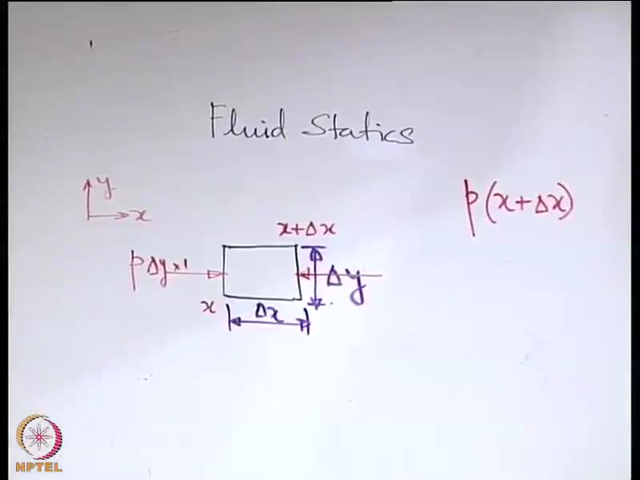 Fluid Statics
y
x
p(x+Δx)
x+Δx
pΔy×1
Δy
x
Δx
NPTEL